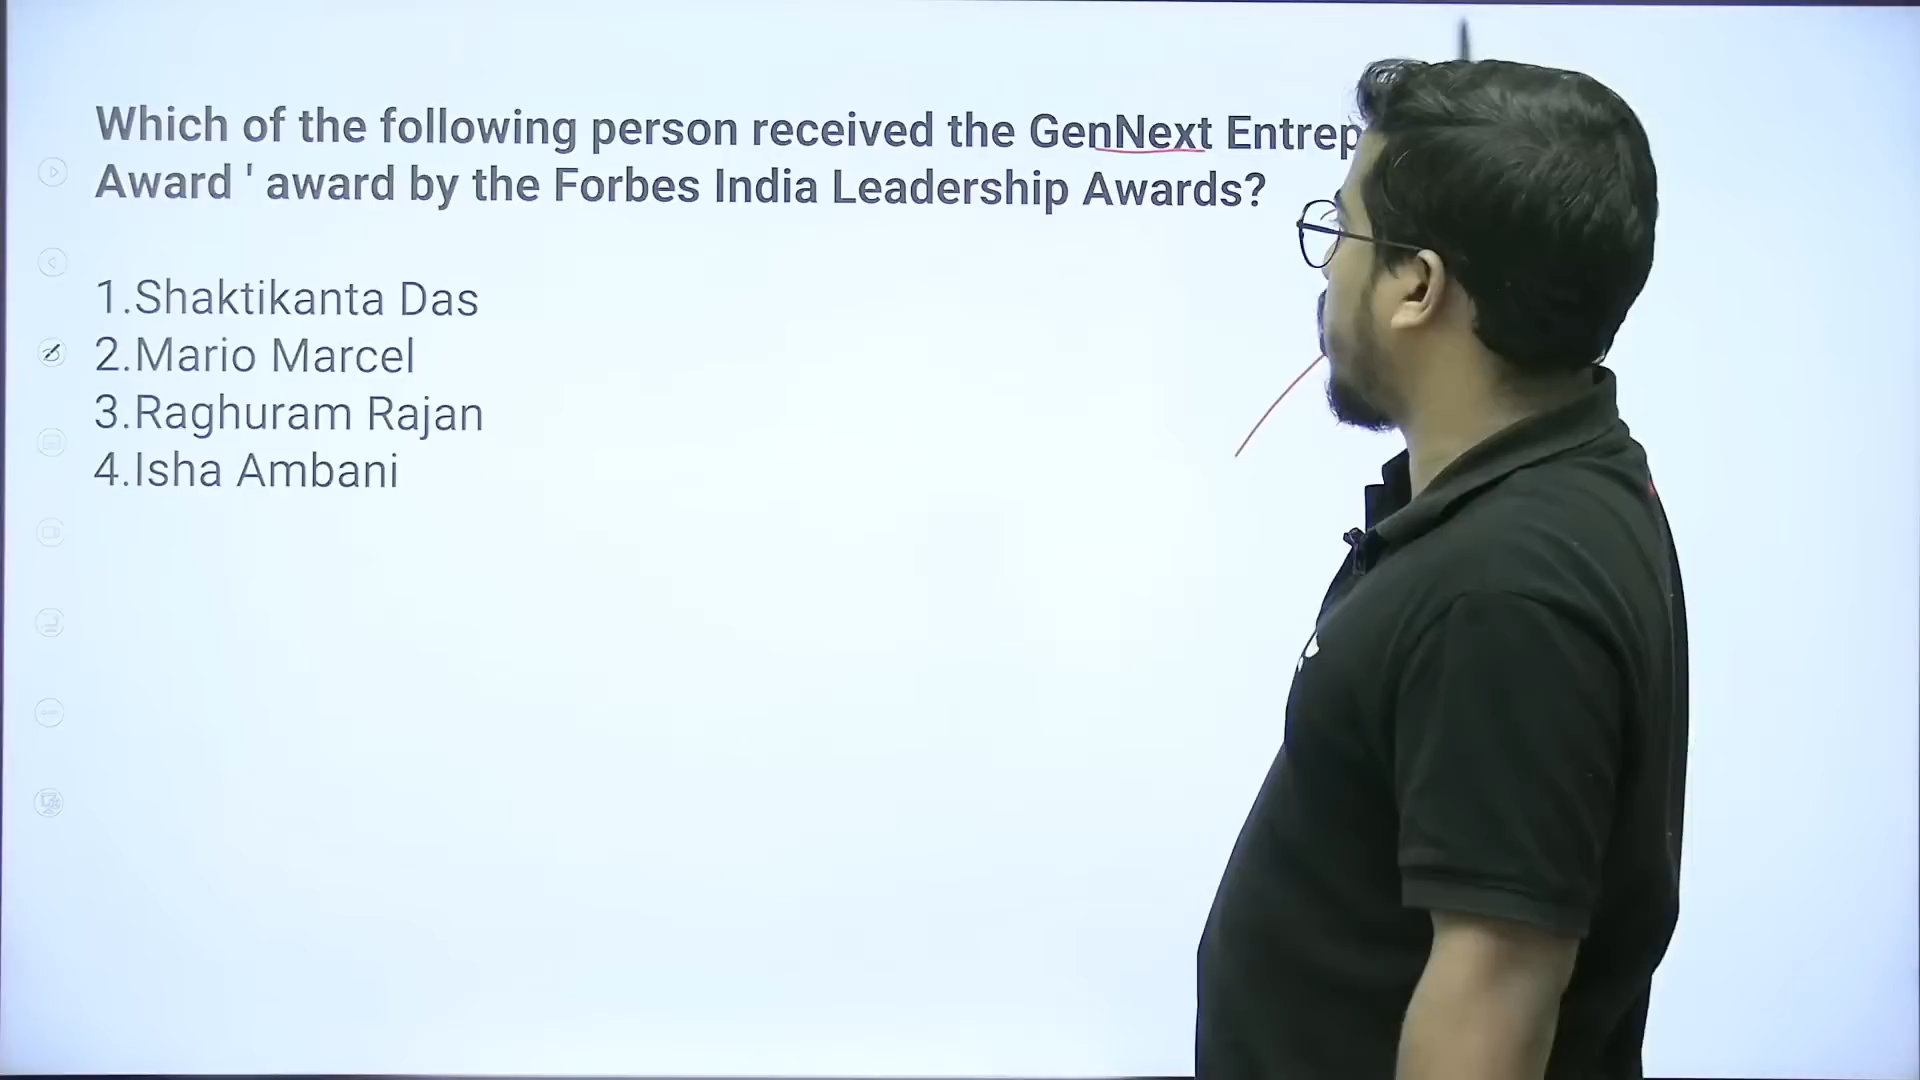 Which of the following person received the GenNext Entrep
Award ' award by the Forbes India Leadership Awards?
1.Shaktikanta Das
2.Mario Marcel
3.Raghuram Rajan
4.Isha Ambani